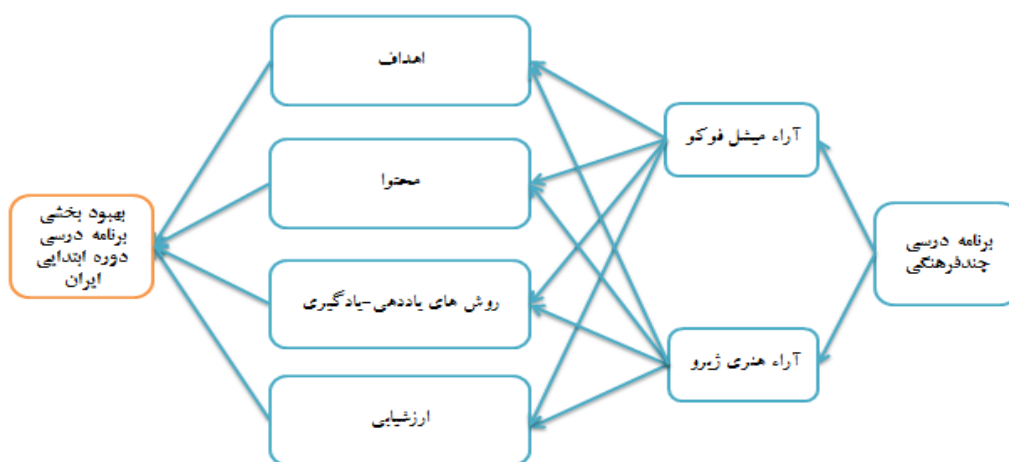 برنامه درسی
چندفرهنگی
آراء میشل فوکو
آراء هنری ژیرو
اهداف
محتوا
روش های یاددهی-یادگیری
ارزشیابی
بهبود بخشی
برنامه درسی
دوره ابتدایی
ایران